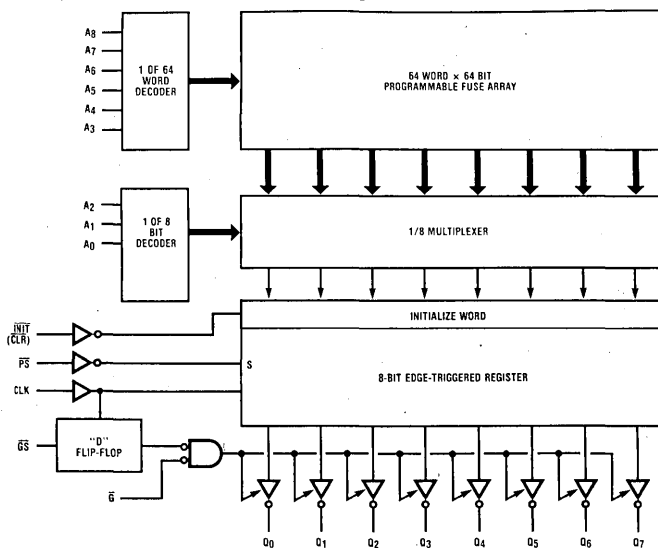 A8
A7
A6
A5
A4
A3
1 OF 64
WORD
DECODER
64 WORD × 64 BIT
PROGRAMMABLE FUSE ARRAY
A2
A1
A0
1 OF 8
BIT
DECODER
1/8 MULTIPLEXER
INIT
(CLR)
INITIALIZE WORD
PS
S
8-BIT EDGE-TRIGGERED REGISTER
CLK
GS
"D"
FLIP-FLOP
G
Q0 Q1 Q2 Q3 Q4 Q5 Q6 Q7